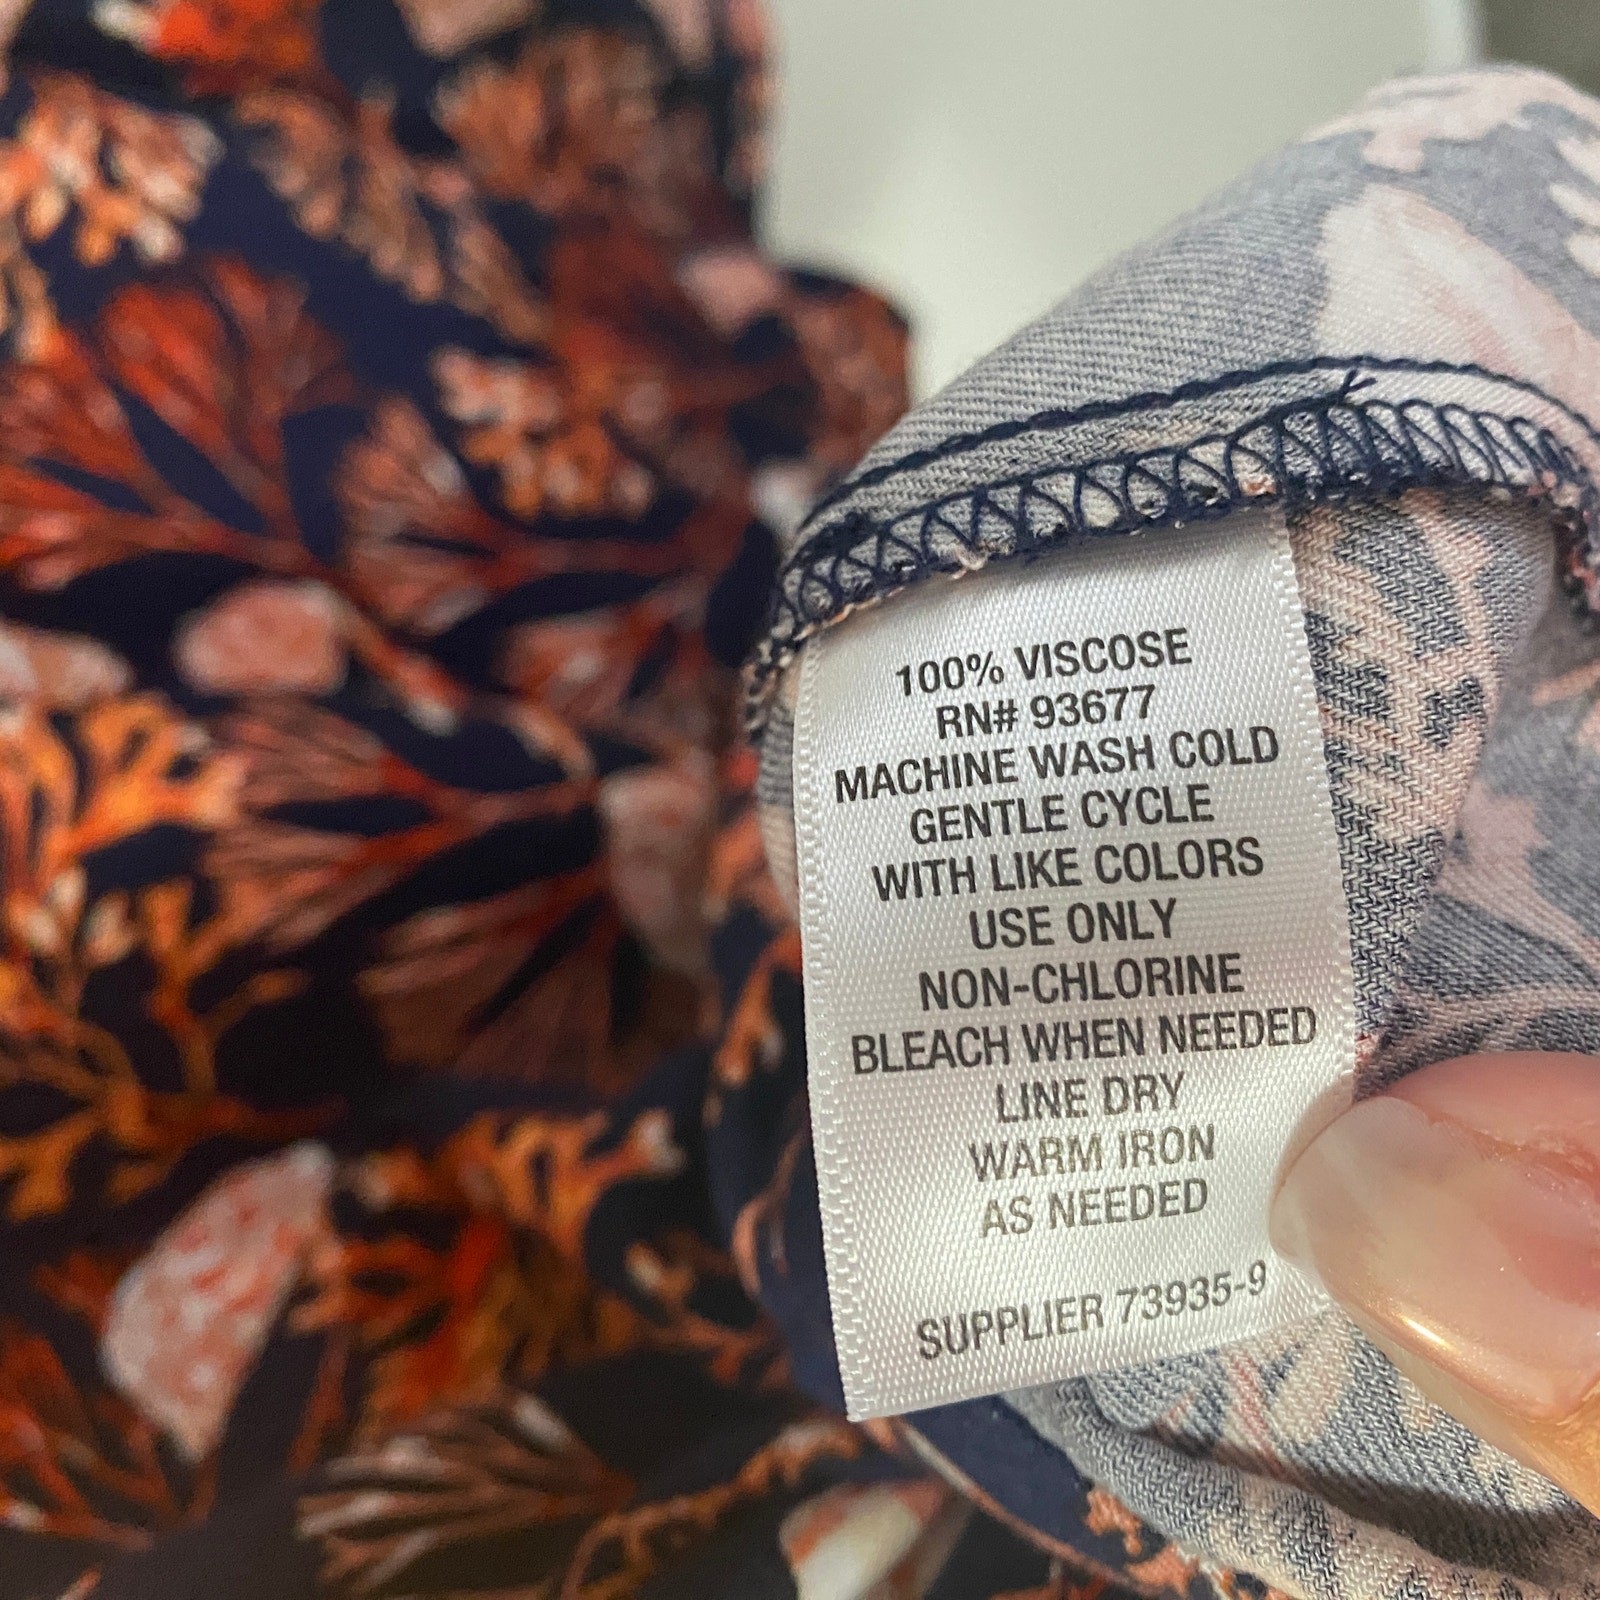 100% VISCOSE
RN# 93677
MACHINE WASH COLD
GENTLE CYCLE
WITH LIKE COLORS
USE ONLY
NON-CHLORINE
BLEACH WHEN NEEDED
LINE DRY
WARM IRON
AS NEEDED
SUPPLIER 73935-9